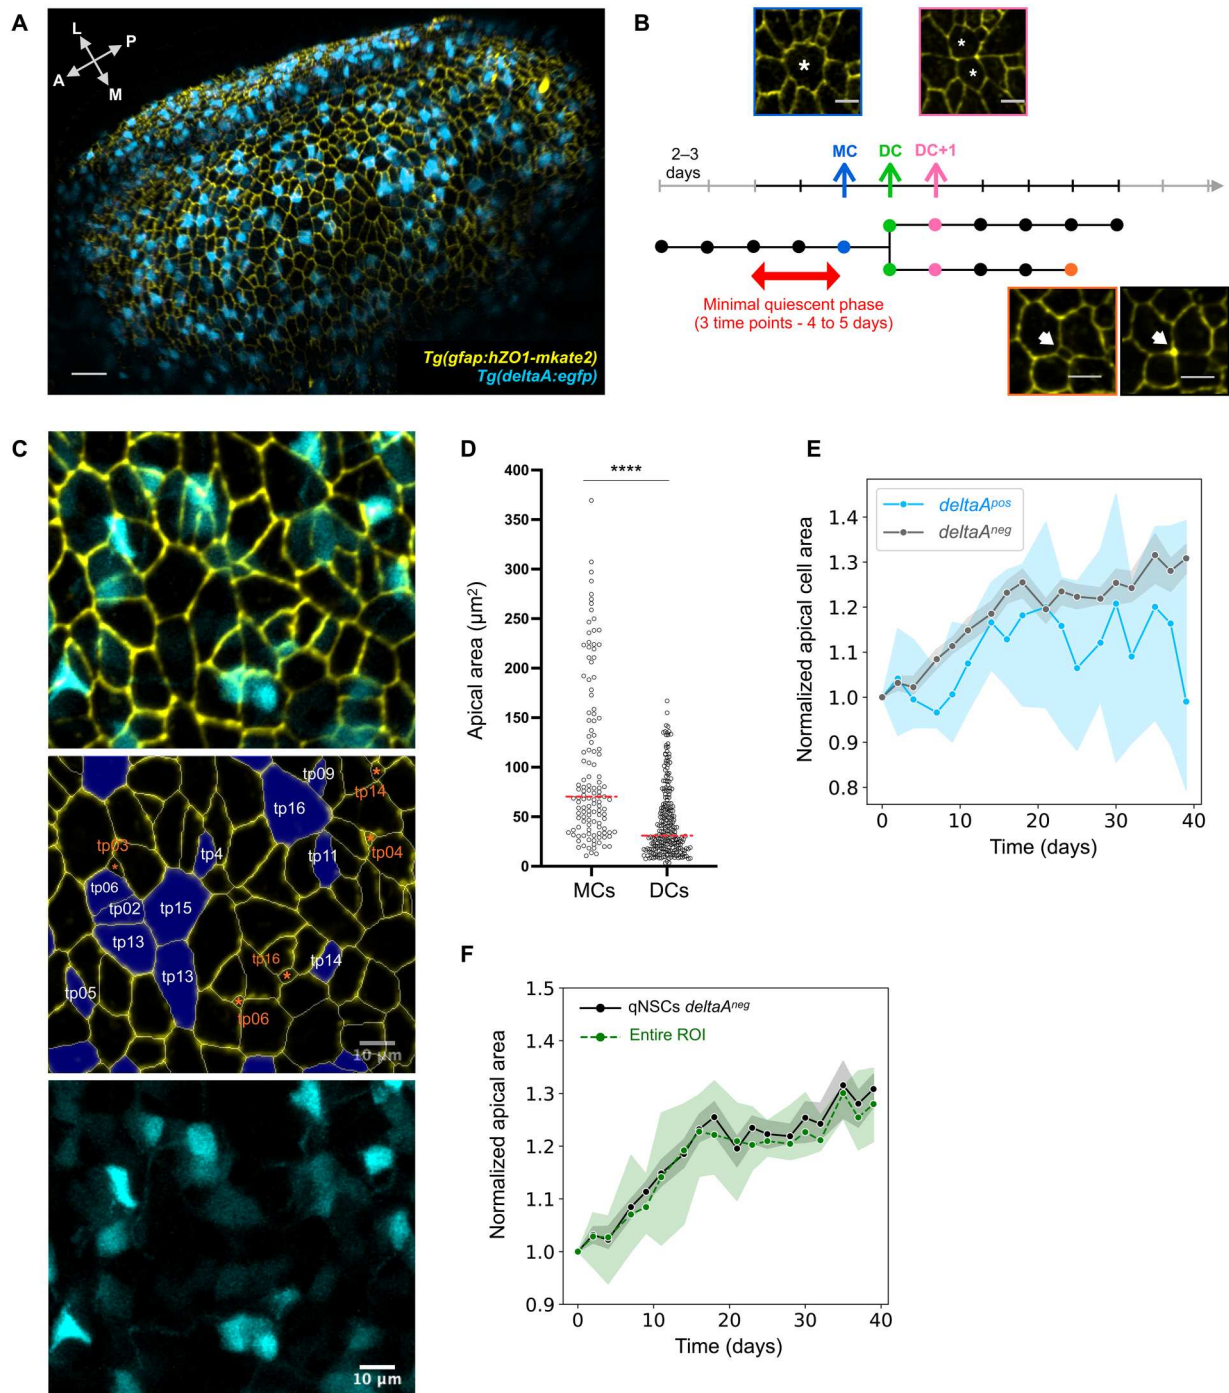 A
L
P
A
M
Tg(gfap:hZO1-mkate2)
Tg(deltaA:egfp)
B
*
*
*
2–3
days
MC
DC
DC+1
Minimal quiescent phase
(3 time points - 4 to 5 days)
C
tp09
*
tp14
tp16
tp03
*
tp4
*
tp04
tp11
tp06
tp02
tp15
tp13
tp16
*
tp14
tp13
tp05
*
tp06
10 µm
10 µm
D
****
Apical area (µm²)
400
350
300
250
200
150
100
50
0
MCs
DCs
E
deltaApos
deltaAneg
Normalized apical cell area
1.4
1.3
1.2
1.1
1.0
0.9
0.8
0
10
20
30
40
Time (days)
F
qNSCs deltaAneg
Entire ROI
Normalized apical area
1.5
1.4
1.3
1.2
1.1
1.0
0.9
0
10
20
30
40
Time (days)